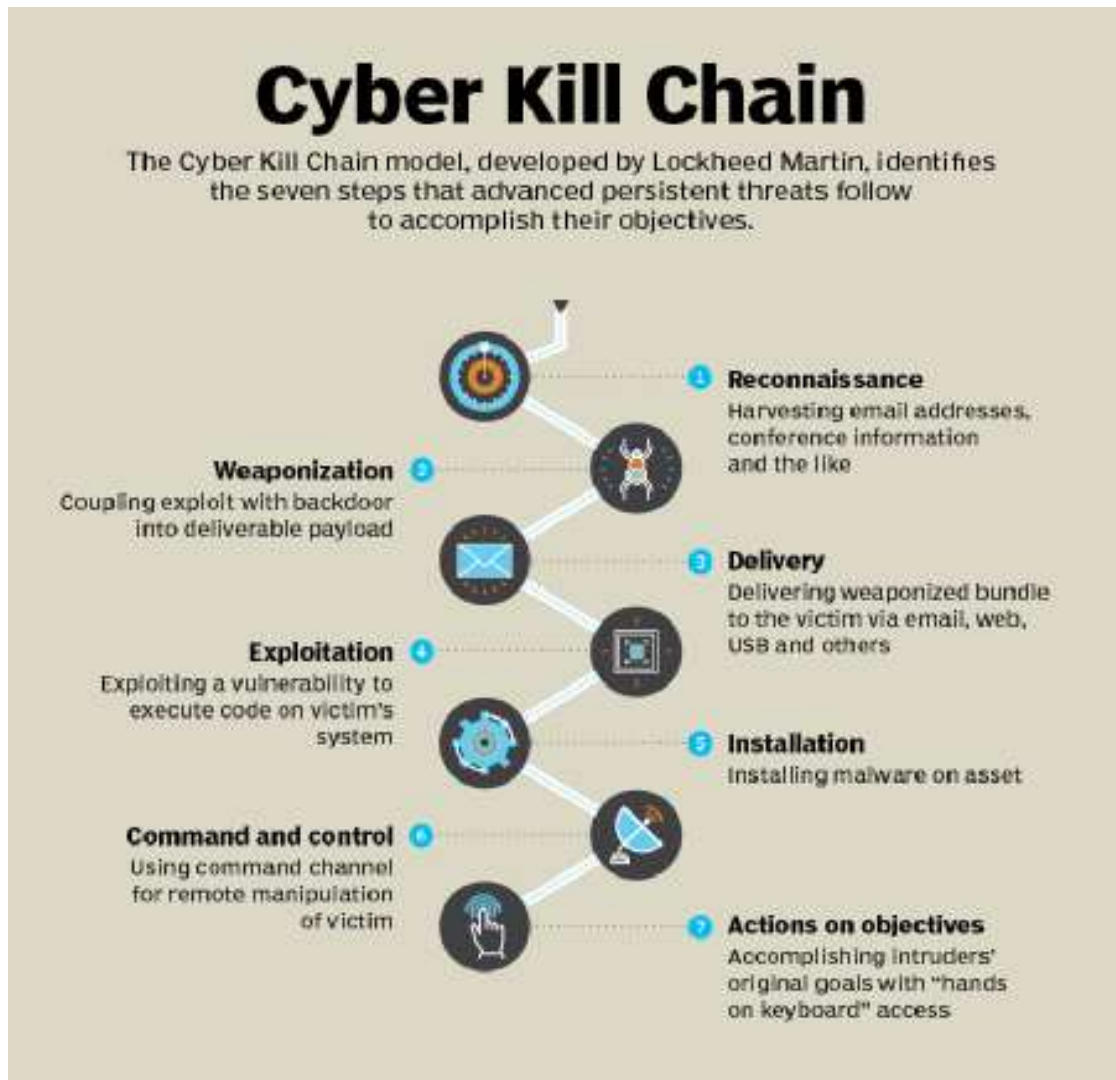 Cyber Kill Chain
The Cyber Kill Chain model, developed by Lockheed Martin, identifies
the seven steps that advanced persistent threats follow
to accomplish their objectives.
1 Reconnaissance
Harvesting email addresses,
conference information
and the like
Weaponization 2
Coupling exploit with backdoor
into deliverable payload
3 Delivery
Delivering weaponized bundle
to the victim via email, web,
USB and others
Exploitation 4
Exploiting a vulnerability to
execute code on victim's
system
5 Installation
Installing malware on asset
Command and control 6
Using command channel
for remote manipulation
of victim
7 Actions on objectives
Accomplishing intruders'
original goals with "hands
on keyboard" access